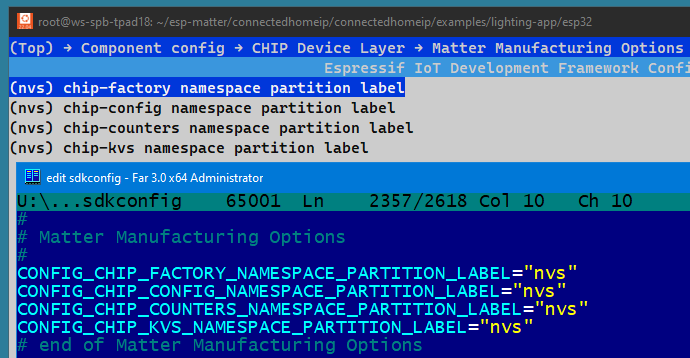 root@ws-spb-tpad18: ~/esp-matter/connectedhomeip/connectedhomeip/examples/lighting-app/esp32
(Top) → Component config → CHIP Device Layer → Matter Manufacturing Options
Espressif IoT Development Framework Confi
(nvs) chip-factory namespace partition label
(nvs) chip-config namespace partition label
(nvs) chip-counters namespace partition label
(nvs) chip-kvs namespace partition label
edit sdkconfig - Far 3.0 x64 Administrator
U:\...sdkconfig    65001  Ln    2357/2618 Col 10   Ch 10
#
# Matter Manufacturing Options
#
CONFIG_CHIP_FACTORY_NAMESPACE_PARTITION_LABEL="nvs"
CONFIG_CHIP_CONFIG_NAMESPACE_PARTITION_LABEL="nvs"
CONFIG_CHIP_COUNTERS_NAMESPACE_PARTITION_LABEL="nvs"
CONFIG_CHIP_KVS_NAMESPACE_PARTITION_LABEL="nvs"
# end of Matter Manufacturing Options